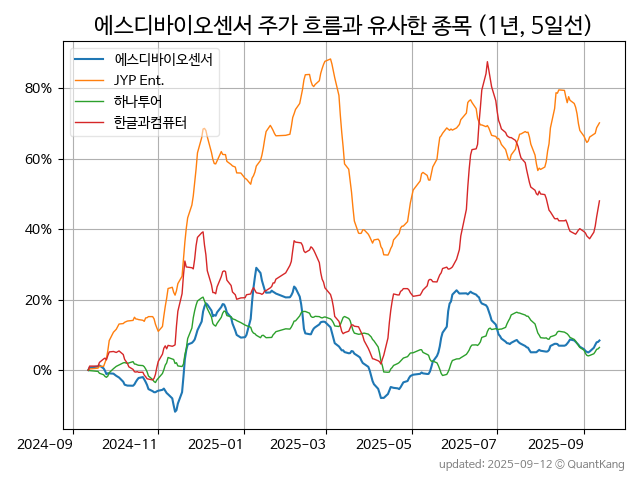 에스디바이오센서 주가 흐름과 유사한 종목 (1년, 5일선)
에스디바이오센서
JYP Ent.
하나투어
한글과컴퓨터
80%
60%
40%
20%
0%
2024-09 2024-11 2025-01 2025-03 2025-05 2025-07 2025-09
updated: 2025-09-12 © QuantKang